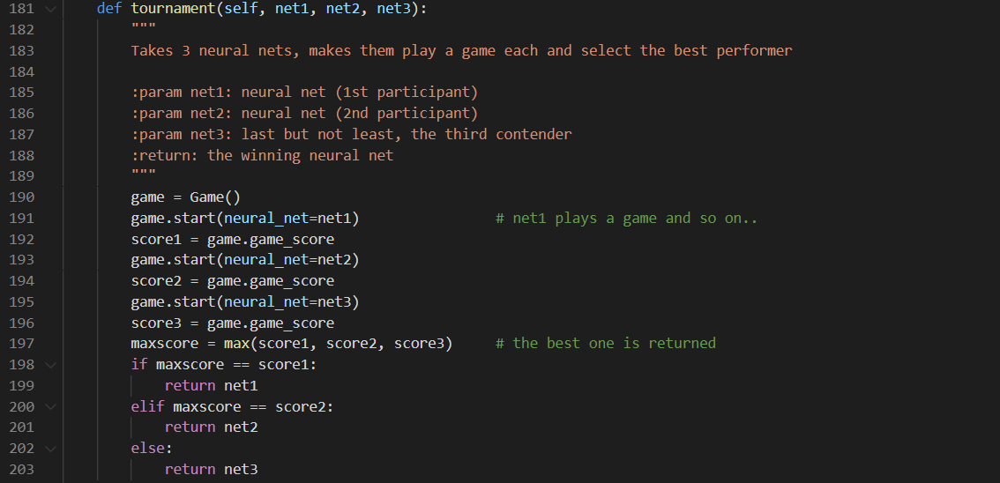 181 def tournament(self, net1, net2, net3):
182 """
183 Takes 3 neural nets, makes them play a game each and select the best performer
184
185 :param net1: neural net (1st participant)
186 :param net2: neural net (2nd participant)
187 :param net3: last but not least, the third contender
188 :return: the winning neural net
189 """
190 game = Game()
191 game.start(neural_net=net1) # net1 plays a game and so on..
192 score1 = game.game_score
193 game.start(neural_net=net2)
194 score2 = game.game_score
195 game.start(neural_net=net3)
196 score3 = game.game_score
197 maxscore = max(score1, score2, score3) # the best one is returned
198 if maxscore == score1:
199 return net1
200 elif maxscore == score2:
201 return net2
202 else:
203 return net3